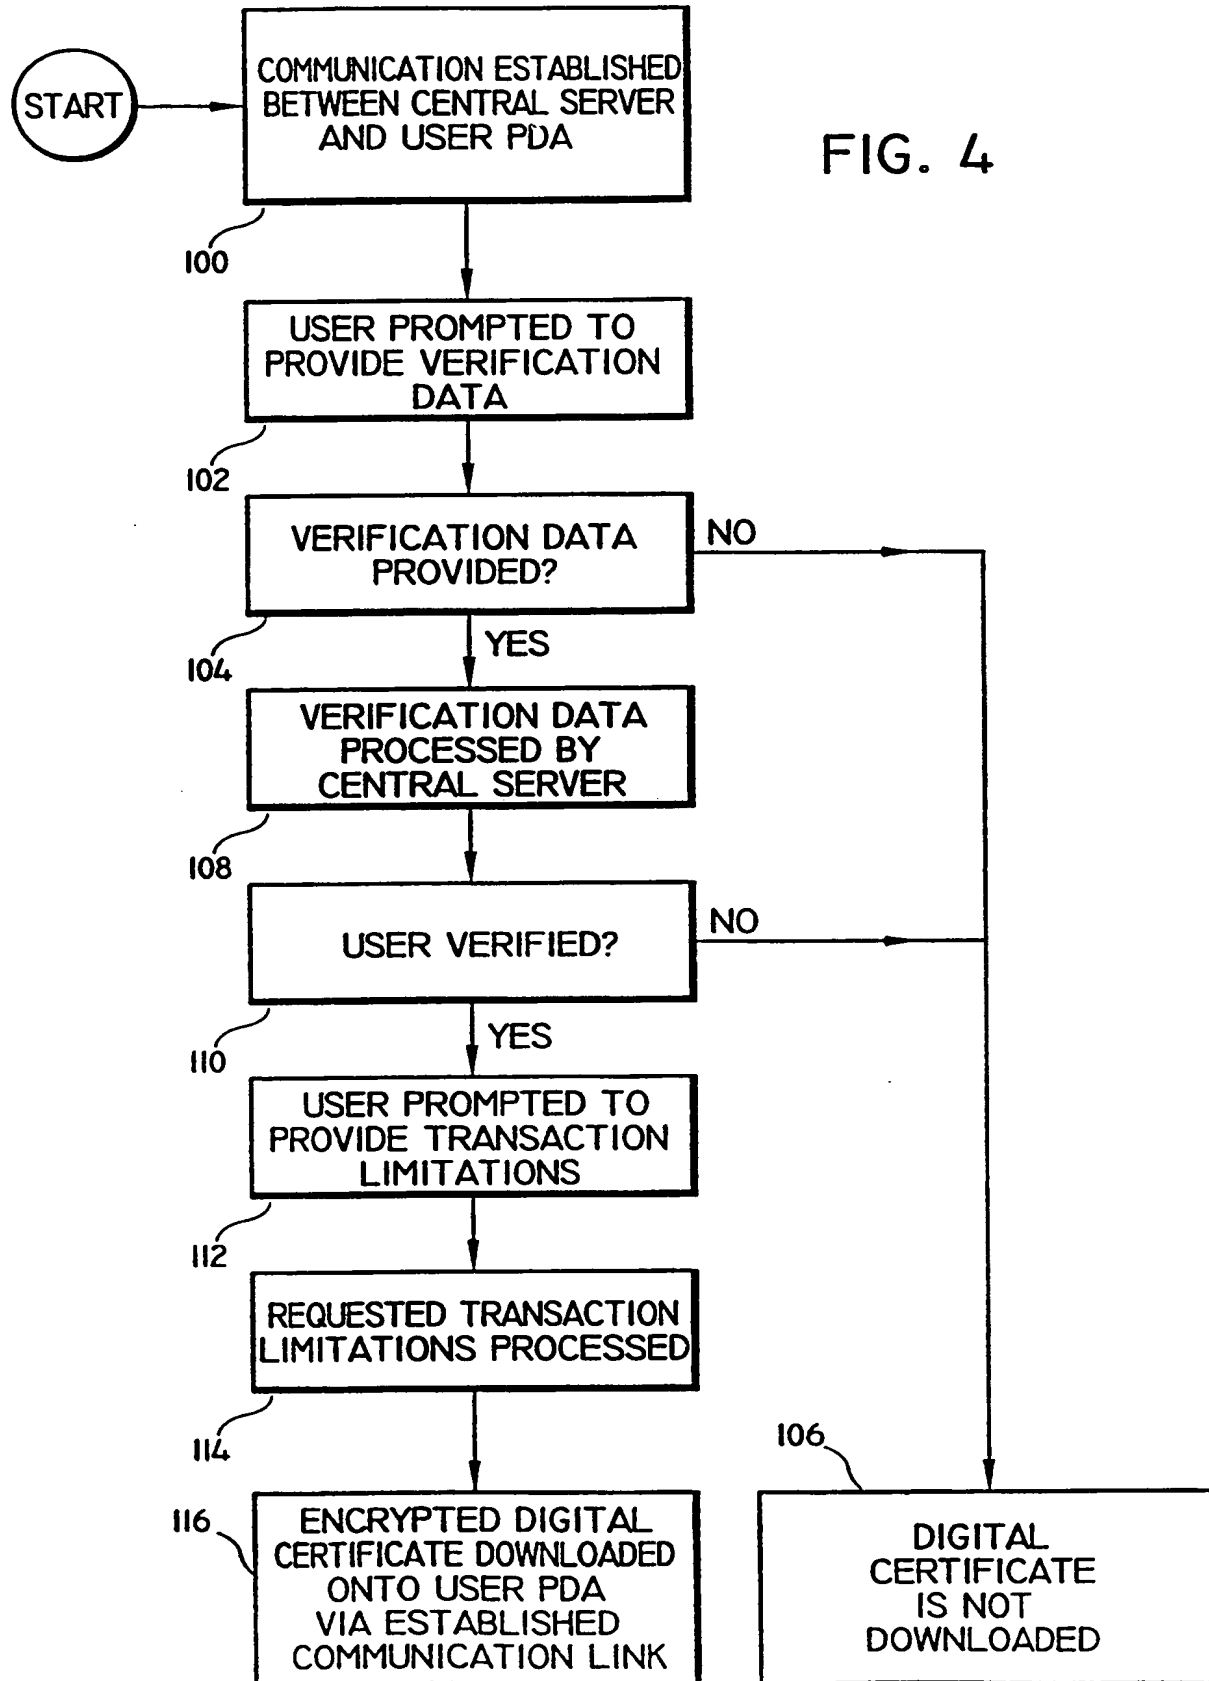 START
COMMUNICATION ESTABLISHED
BETWEEN CENTRAL SERVER
AND USER PDA
FIG. 4
100
USER PROMPTED TO
PROVIDE VERIFICATION
DATA
102
VERIFICATION DATA
PROVIDED?
NO
104
YES
VERIFICATION DATA
PROCESSED BY
CENTRAL SERVER
108
USER VERIFIED?
NO
110
YES
USER PROMPTED TO
PROVIDE TRANSACTION
LIMITATIONS
112
REQUESTED TRANSACTION
LIMITATIONS PROCESSED
114
116
ENCRYPTED DIGITAL
CERTIFICATE DOWNLOADED
ONTO USER PDA
VIA ESTABLISHED
COMMUNICATION LINK
106
DIGITAL
CERTIFICATE
IS NOT
DOWNLOADED